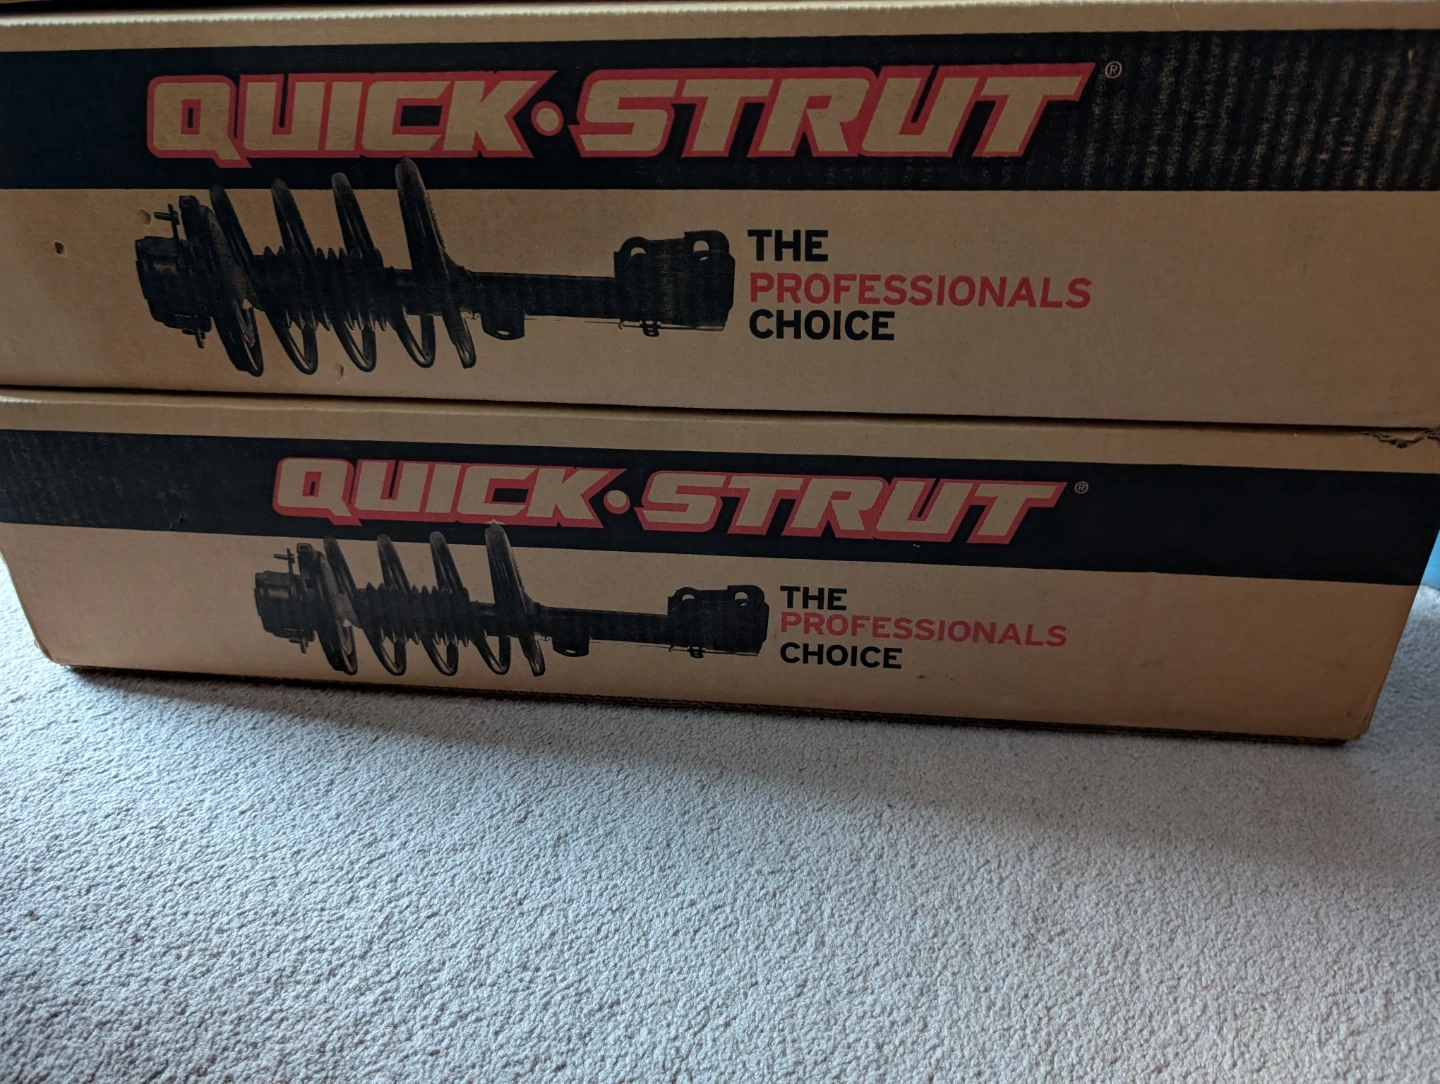 QUICK·STRUT®
THE
PROFESSIONALS
CHOICE
QUICK·STRUT®
THE
PROFESSIONALS
CHOICE